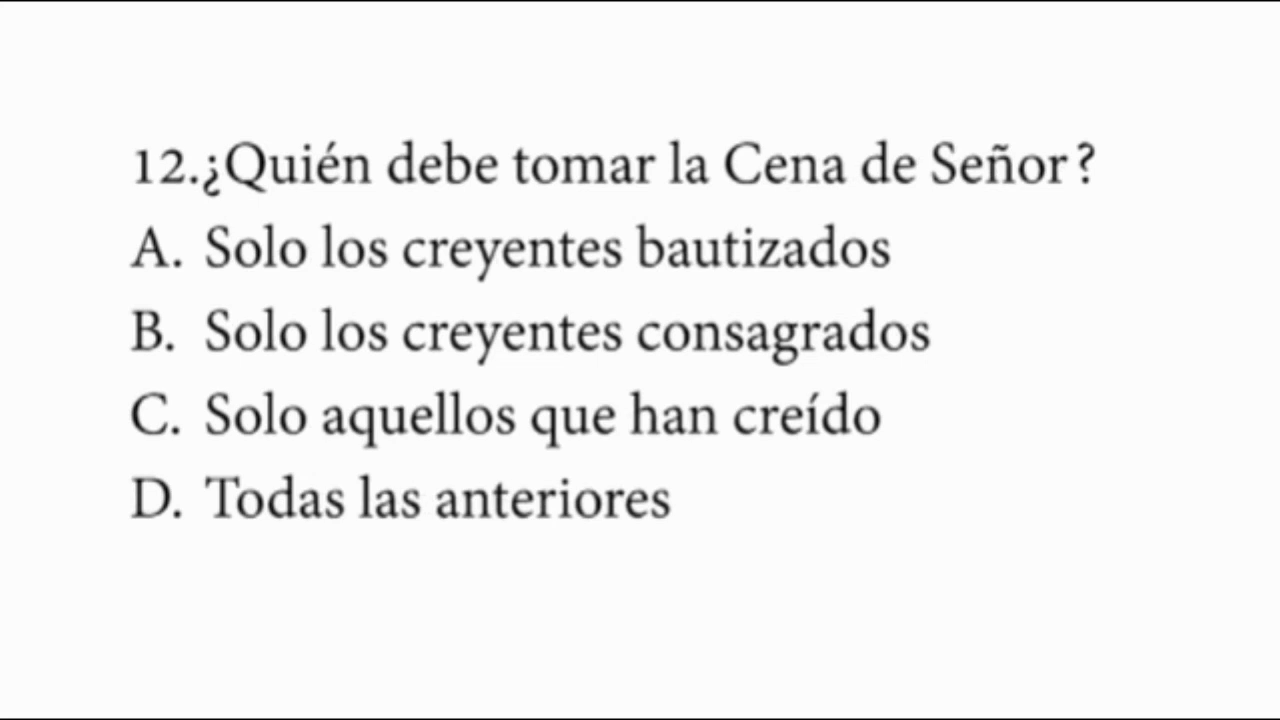 12.¿Quién debe tomar la Cena de Señor?
A. Solo los creyentes bautizados
B. Solo los creyentes consagrados
C. Solo aquellos que han creído
D. Todas las anteriores